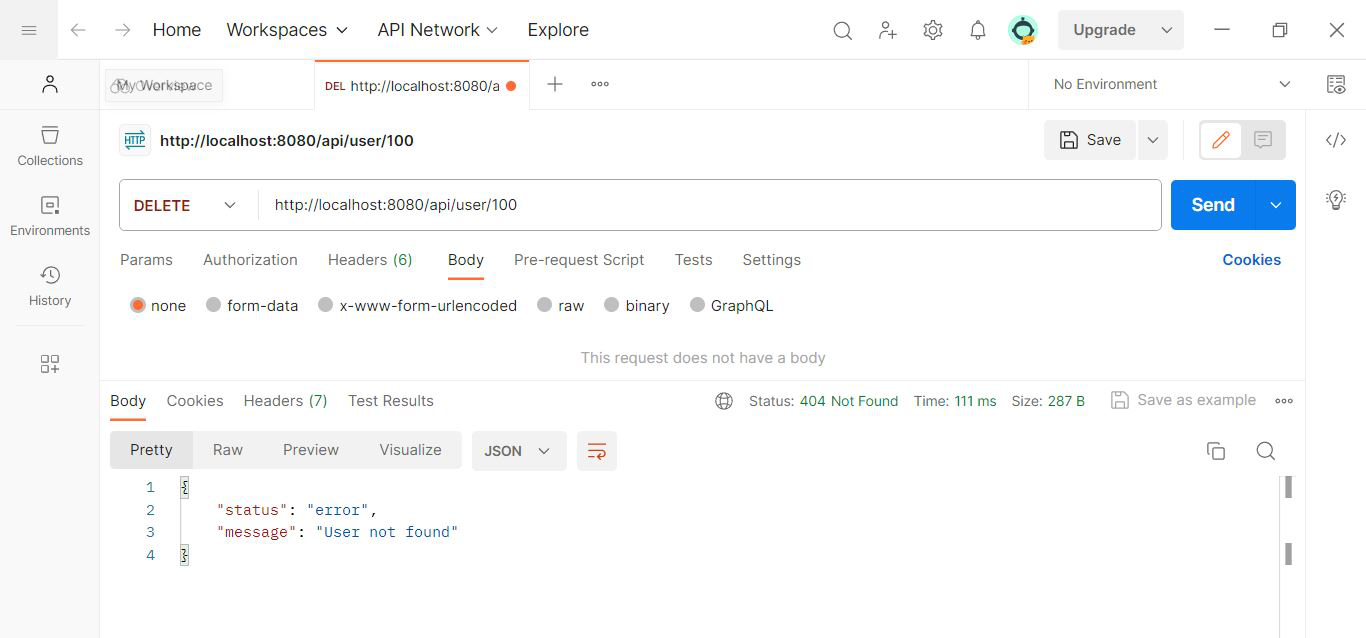 Home Workspaces API Network Explore Upgrade
My Workspace Overview DEL http://localhost:8080/a No Environment
HTTP http://localhost:8080/api/user/100 Save
Collections
DELETE http://localhost:8080/api/user/100 Send
Environments
Params Authorization Headers (6) Body Pre-request Script Tests Settings Cookies
History
none form-data x-www-form-urlencoded raw binary GraphQL
This request does not have a body
Body Cookies Headers (7) Test Results Status: 404 Not Found Time: 111 ms Size: 287 B Save as example
Pretty Raw Preview Visualize JSON
1 {
2 "status": "error",
3 "message": "User not found"
4 }